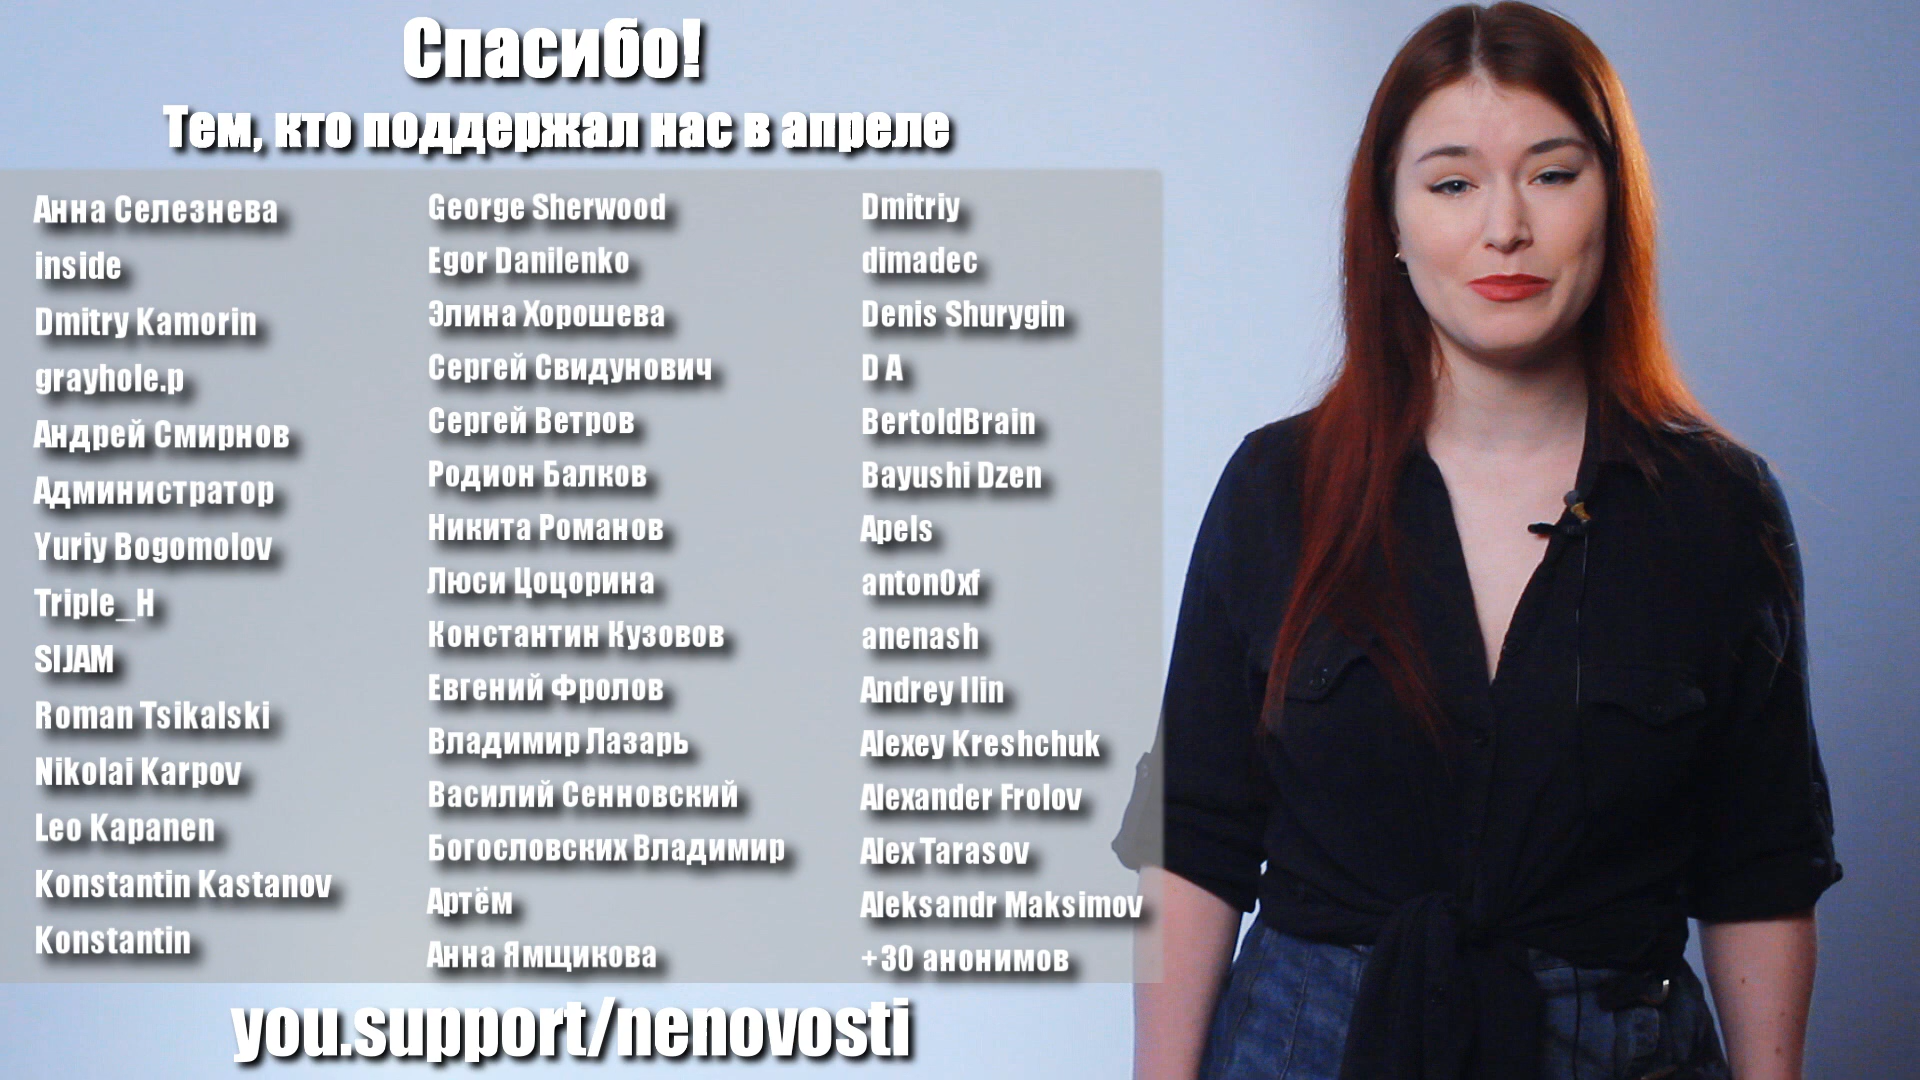 Спасибо!
Тем, кто поддержал нас в апреле
Анна Селезнева
inside
Dmitry Kamorin
grayhole.p
Андрей Смирнов
Администратор
Yuriy Bogomolov
Triple_H
SIJAM
Roman Tsikalski
Nikolai Karpov
Leo Kapanen
Konstantin Kastanov
Konstantin
George Sherwood
Egor Danilenko
Элина Хорошева
Сергей Свидунович
Сергей Ветров
Родион Балков
Никита Романов
Люси Цоцорина
Константин Кузовов
Евгений Фролов
Владимир Лазарь
Василий Сенновский
Богословских Владимир
Артём
Анна Ямщикова
Dmitriy
dimadec
Denis Shurygin
D A
BertoldBrain
Bayushi Dzen
Apels
anton0xf
anenash
Andrey Ilin
Alexey Kreshchuk
Alexander Frolov
Alex Tarasov
Aleksandr Maksimov
+30 анонимов
you.support/nenovosti